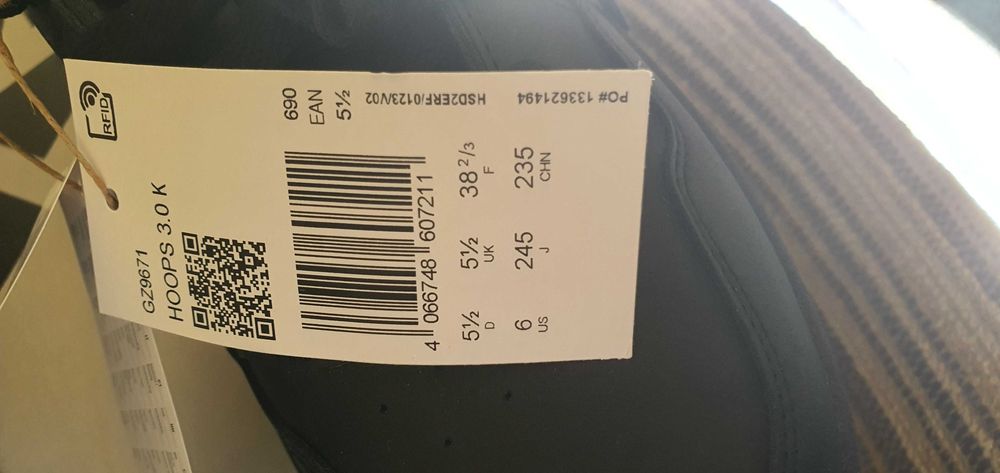 RFID
GZ9671
HOOPS 3.0 K
690
EAN
5½
4 066748 607211
5½ 5½ 38 2/3
D UK F
6 245 235
US J CHN
HSD2ERF/0123/V02
PO# 133621494